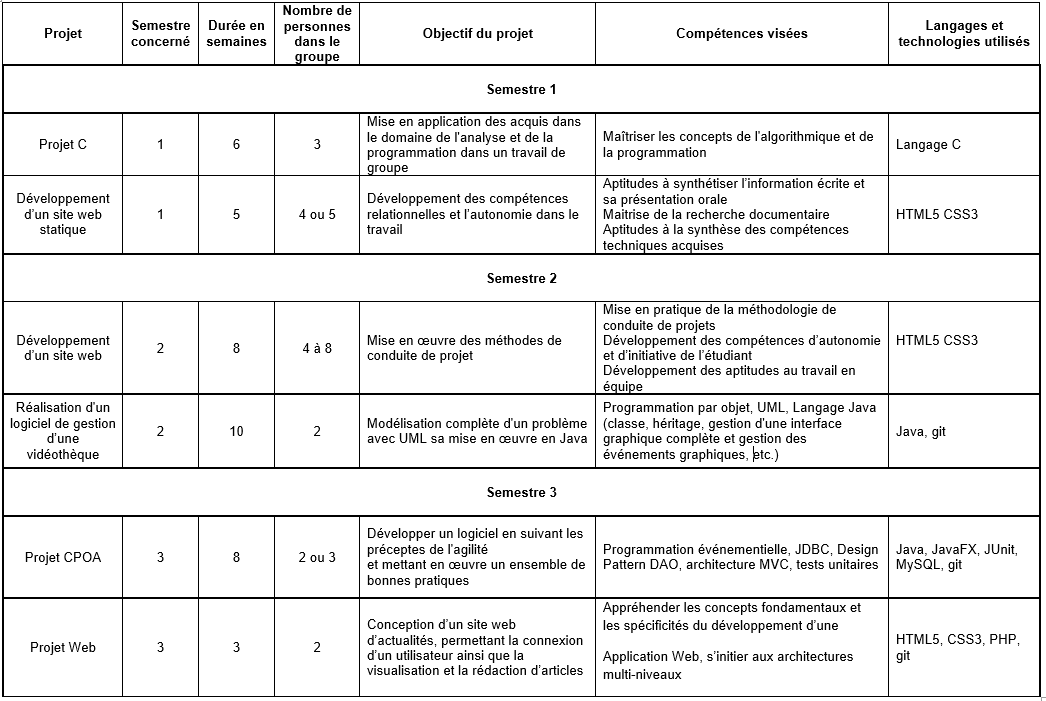 Projet
Semestre
concerné
Durée en
semaines
Nombre de
personnes
dans le
groupe
Objectif du projet
Compétences visées
Langages et
technologies utilisés
Semestre 1
Projet C
1
6
3
Mise en application des acquis dans
le domaine de l'analyse et de la
programmation dans un travail de
groupe
Maîtriser les concepts de l'algorithmique et de
la programmation
Langage C
Développement
d'un site web
statique
1
5
4 ou 5
Développement des compétences
relationnelles et l'autonomie dans le
travail
Aptitudes à synthétiser l'information écrite et
sa présentation orale
Maitrise de la recherche documentaire
Aptitudes à la synthèse des compétences
techniques acquises
HTML5 CSS3
Semestre 2
Développement
d'un site web
2
8
4 à 8
Mise en œuvre des méthodes de
conduite de projet
Mise en pratique de la méthodologie de
conduite de projets
Développement des compétences d'autonomie
et d'initiative de l'étudiant
Développement des aptitudes au travail en
équipe
HTML5 CSS3
Réalisation d'un
logiciel de gestion
d'une
vidéothèque
2
10
2
Modélisation complète d'un problème
avec UML sa mise en œuvre en Java
Programmation par objet, UML, Langage Java
(classe, héritage, gestion d'une interface
graphique complète et gestion des
événements graphiques, etc.)
Java, git
Semestre 3
Projet CPOA
3
8
2 ou 3
Développer un logiciel en suivant les
préceptes de l'agilité
et mettant en œuvre un ensemble de
bonnes pratiques
Programmation événementielle, JDBC, Design
Pattern DAO, architecture MVC, tests unitaires
Java, JavaFX, JUnit,
MySQL, git
Projet Web
3
3
2
Conception d'un site web
d'actualités, permettant la connexion
d'un utilisateur ainsi que la
visualisation et la rédaction d'articles
Appréhender les concepts fondamentaux et
les spécificités du développement d'une
Application Web, s'initier aux architectures
multi-niveaux
HTML5, CSS3, PHP,
git